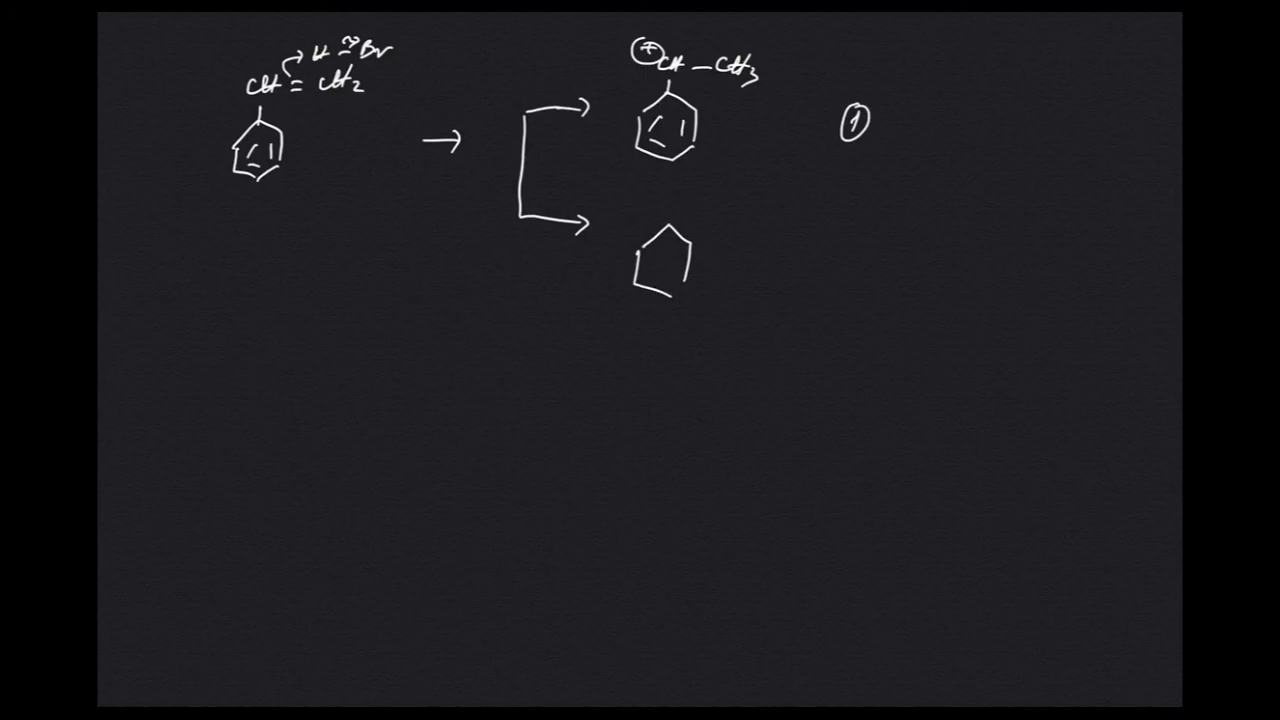 H Br
CH = CH2
+
CH — CH3
1